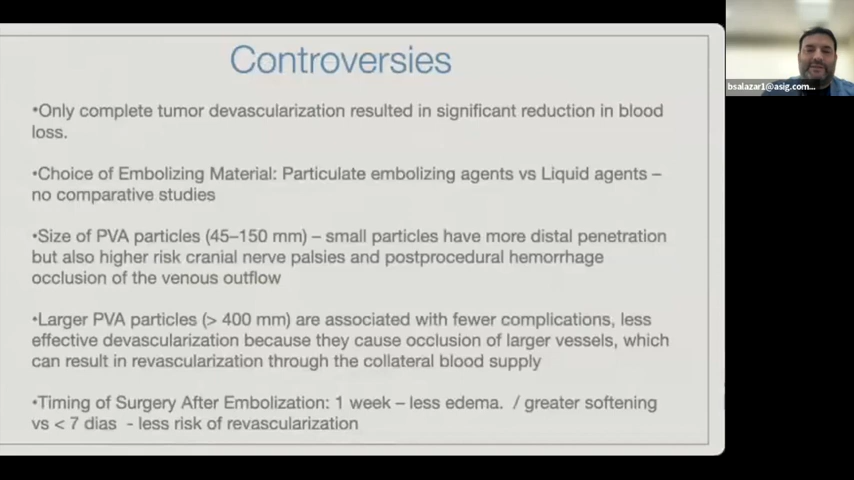 Controversies
•Only complete tumor devascularization resulted in significant reduction in blood
loss.
•Choice of Embolizing Material: Particulate embolizing agents vs Liquid agents –
no comparative studies
•Size of PVA particles (45–150 mm) – small particles have more distal penetration
but also higher risk cranial nerve palsies and postprocedural hemorrhage
occlusion of the venous outflow
•Larger PVA particles (> 400 mm) are associated with fewer complications, less
effective devascularization because they cause occlusion of larger vessels, which
can result in revascularization through the collateral blood supply
•Timing of Surgery After Embolization: 1 week – less edema. / greater softening
vs < 7 dias - less risk of revascularization
bsalazar1@asig.com...